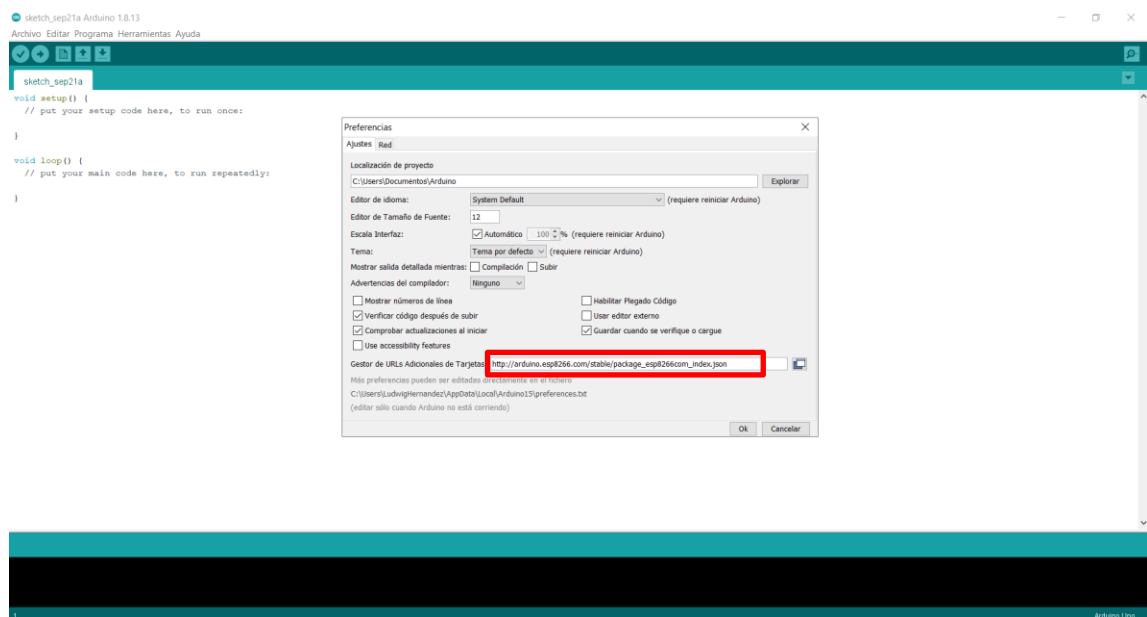 sketch_sep21a Arduino 1.8.13
Archivo Editar Programa Herramientas Ayuda
sketch_sep21a
void setup() {
// put your setup code here, to run once:
}
void loop() {
// put your main code here, to run repeatedly:
}
Preferencias
Ajustes Red
Localización de proyecto
C:\Users\Documentos\Arduino Explorar
Editor de idioma: System Default (requiere reiniciar Arduino)
Editor de Tamaño de Fuente: 12
Escala Interfaz: Automático 100 % (requiere reiniciar Arduino)
Tema: Tema por defecto (requiere reiniciar Arduino)
Mostrar salida detallada mientras: Compilación Subir
Advertencias del compilador: Ninguno
Mostrar números de línea Habilitar Plegado Código
Verificar código después de subir Usar editor externo
Comprobar actualizaciones al iniciar Guardar cuando se verifique o cargue
Use accessibility features
Gestor de URLs Adicionales de Tarjetas: http://arduino.esp8266.com/stable/package_esp8266com_index.json
Más preferencias pueden ser editadas directamente en el fichero
C:\Users\LudwigHernandez\AppData\Local\Arduino15\preferences.txt
(editar sólo cuando Arduino no está corriendo)
Ok Cancelar
1 Arduino Uno